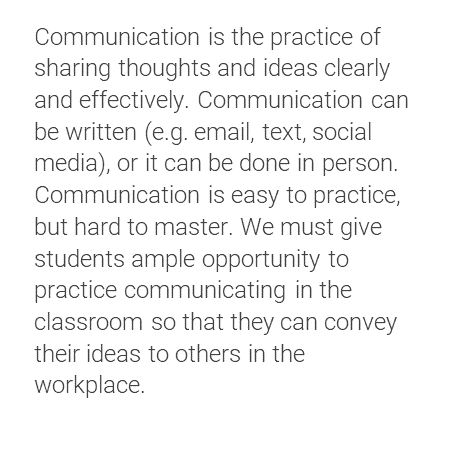 Communication is the practice of
sharing thoughts and ideas clearly
and effectively. Communication can
be written (e.g. email, text, social
media), or it can be done in person.
Communication is easy to practice,
but hard to master. We must give
students ample opportunity to
practice communicating in the
classroom so that they can convey
their ideas to others in the
workplace.